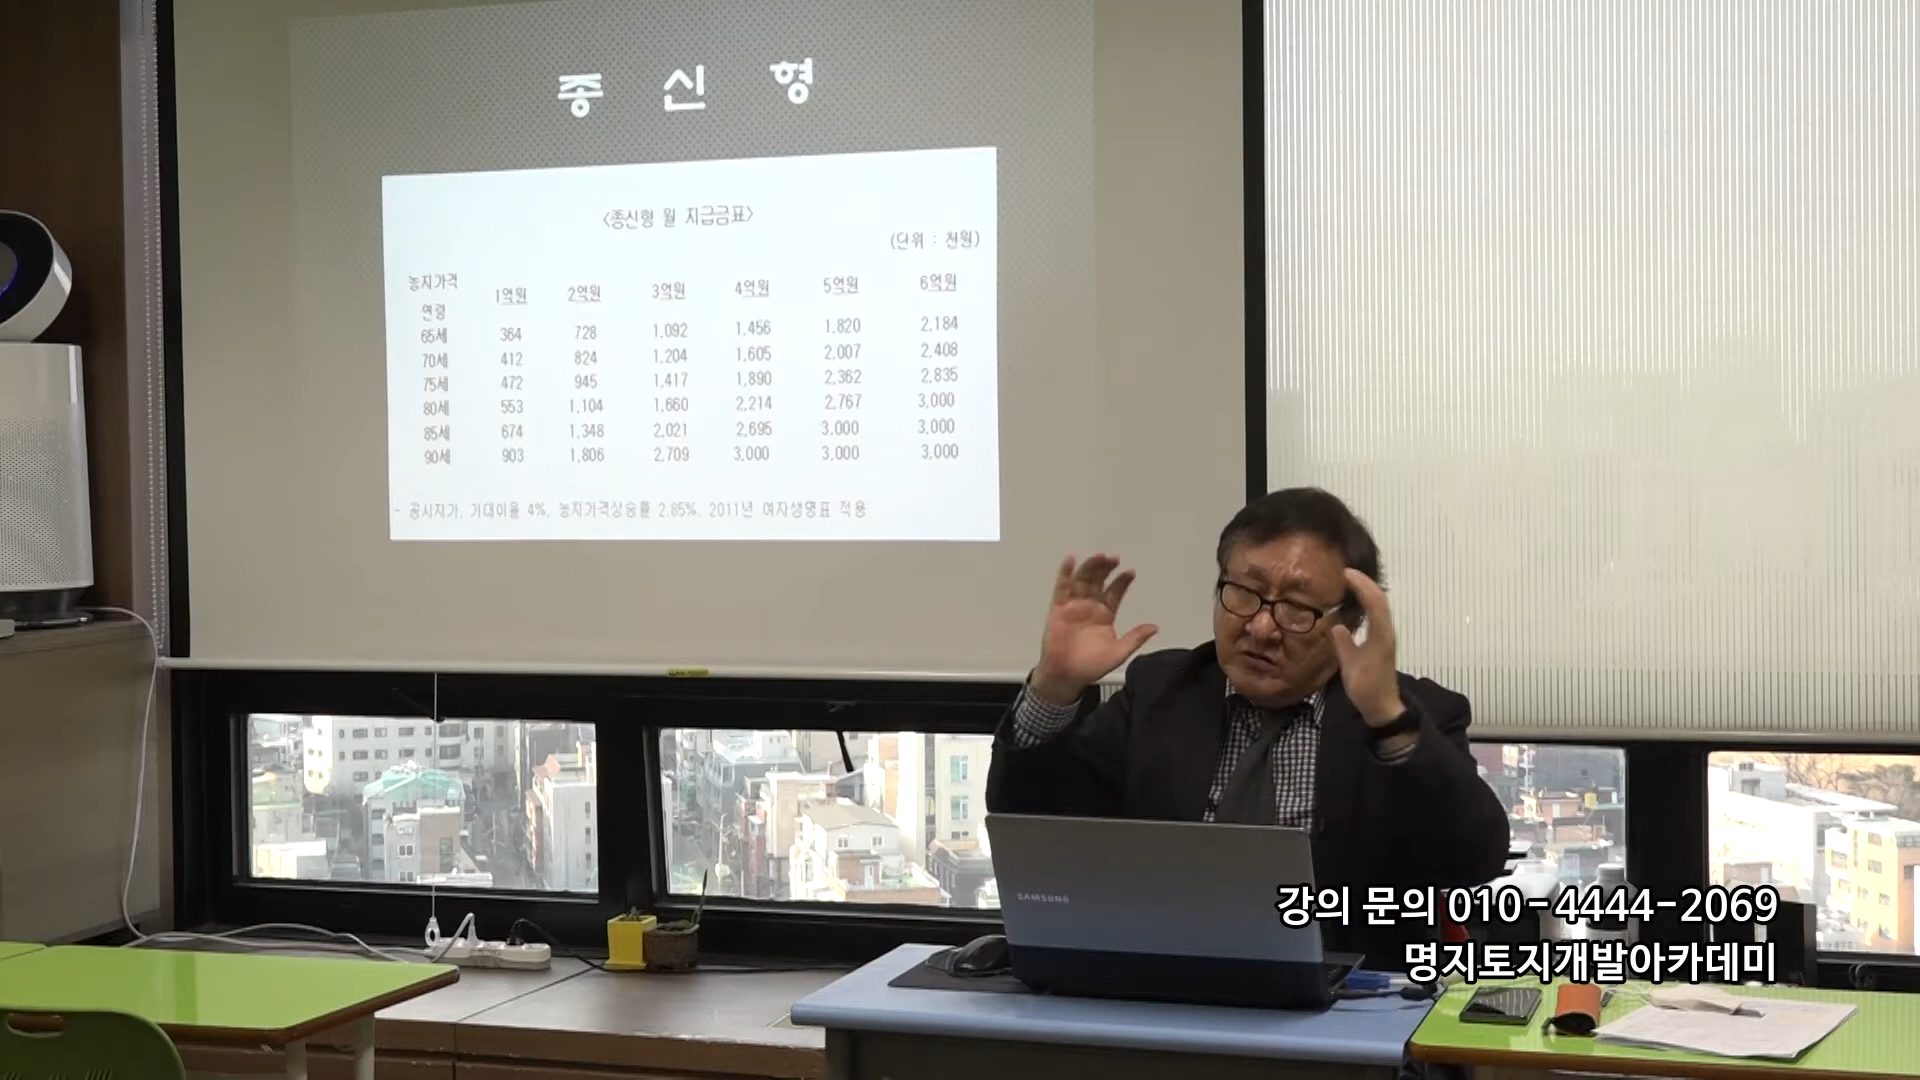 종 신 형
<종신형 월 지급금표>
(단위 : 천원)
농지가격
연령
1억원 2억원 3억원 4억원 5억원 6억원
65세 364 728 1,092 1,456 1,820 2,184
70세 412 824 1,204 1,605 2,007 2,408
75세 472 945 1,417 1,890 2,362 2,835
80세 553 1,104 1,660 2,214 2,767 3,000
85세 674 1,348 2,021 2,695 3,000 3,000
90세 903 1,806 2,709 3,000 3,000 3,000
- 공시지가, 기대이율 4%, 농지가격상승률 2.85%, 2011년 여자생명표 적용
SAMSUNG
강의 문의 010-4444-2069
명지토지개발아카데미